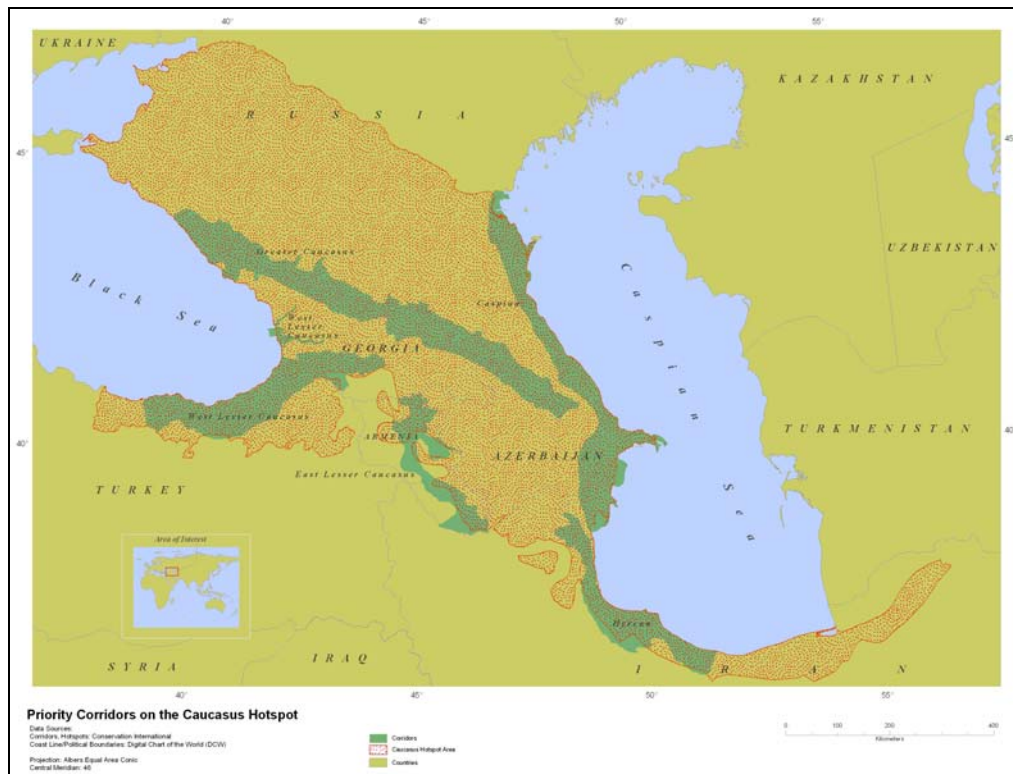 40°
45°
50°
55°
UKRAINE
KAZAKHSTAN
RUSSIA
45°
45°
UZBEKISTAN
Greater Caucasus
Black Sea
Caspian
Caspian Sea
West
Lesser
Caucasus
GEORGIA
West Lesser Caucasus
ARMENIA
AZERBAIJAN
TURKMENISTAN
40°
40°
East Lesser Caucasus
TURKEY
Area of Interest
Hyrcan
SYRIA
IRAQ
IRAN
40°
45°
50°
55°
Priority Corridors on the Caucasus Hotspot
Data Sources:
Corridors, Hotspots: Conservation International
Coast Line/Political Boundaries: Digital Chart of the World (DCW)
Projection: Albers Equal Area Conic
Central Meridian: 46
Corridors
Caucasus Hotspot Area
Countries
0 100 200 400
Kilometers